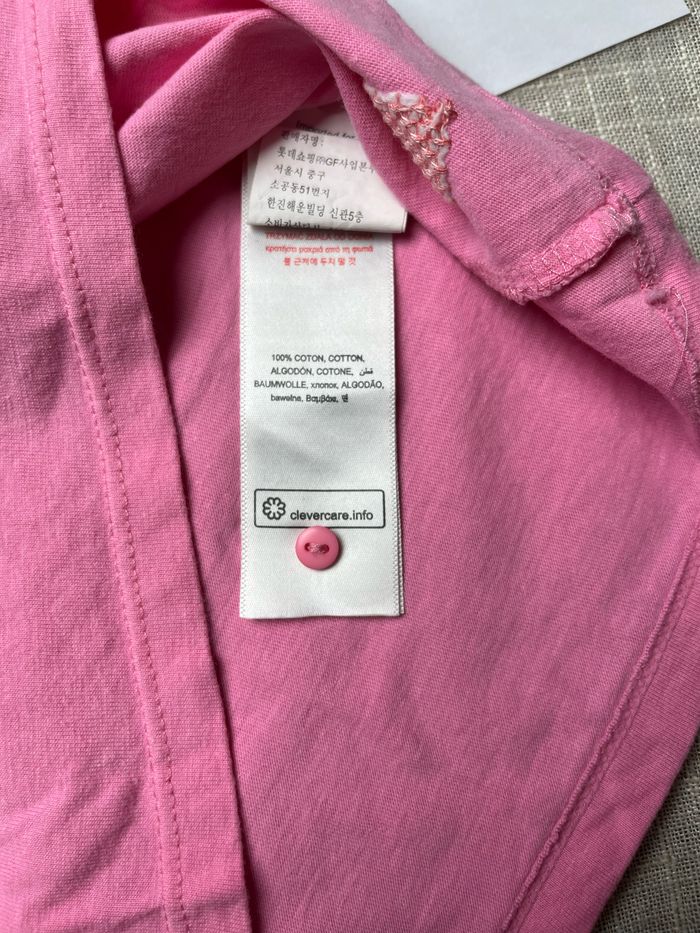 Imported for
판매자명 :
롯데쇼핑㈜GF사업본부
서울시 중구
소공동51번지
한진해운빌딩 신관5층
κρατήστε μακριά από τη φωτιά
불 근처에 두지 말 것
100% COTON, COTTON,
ALGODÓN, COTONE, قطن
BAUMWOLLE, хлопок, ALGODÃO,
bawełna, Βαμβάκι, 면
clevercare.info